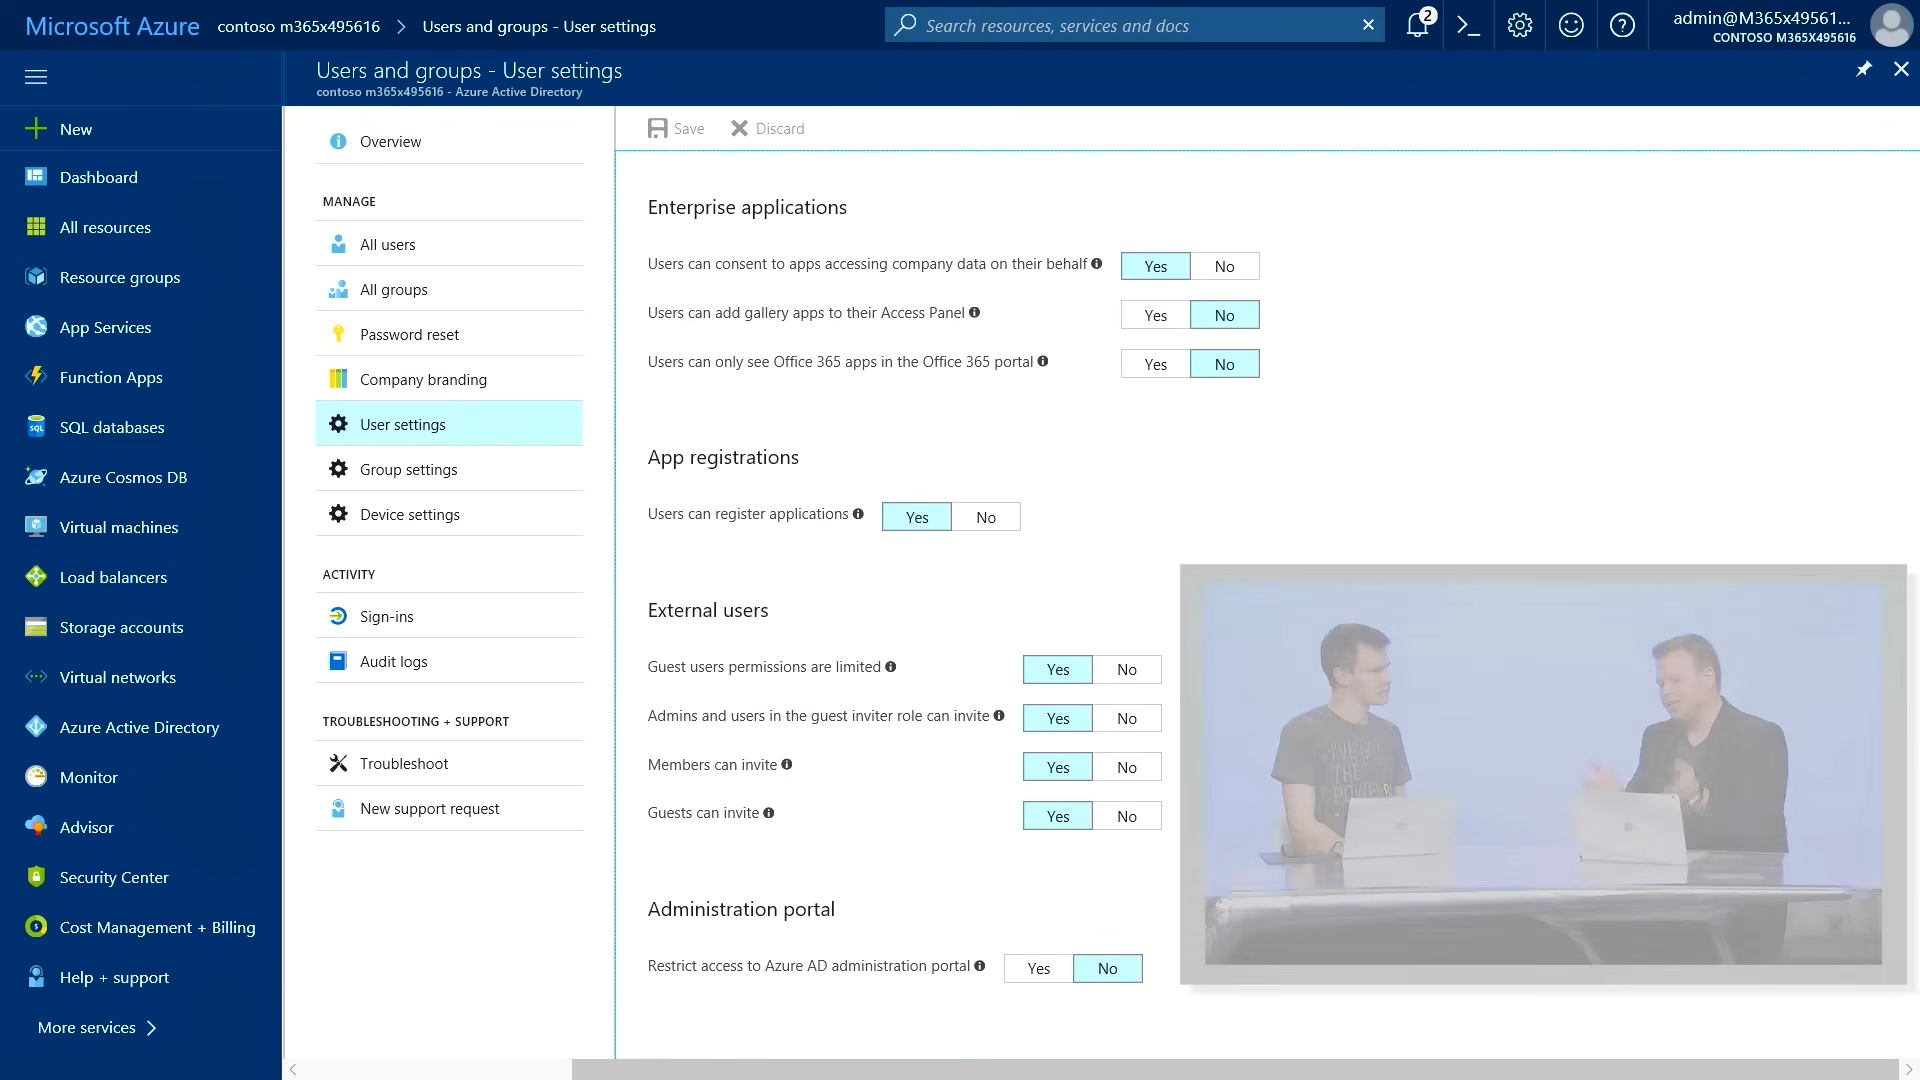 Microsoft Azure contoso m365x495616 > Users and groups - User settings
Search resources, services and docs
2
admin@M365x49561...
CONTOSO M365X495616
Users and groups - User settings
contoso m365x495616 - Azure Active Directory
New
Dashboard
All resources
Resource groups
App Services
Function Apps
SQL databases
Azure Cosmos DB
Virtual machines
Load balancers
Storage accounts
Virtual networks
Azure Active Directory
Monitor
Advisor
Security Center
Cost Management + Billing
Help + support
More services >
Overview
MANAGE
All users
All groups
Password reset
Company branding
User settings
Group settings
Device settings
ACTIVITY
Sign-ins
Audit logs
TROUBLESHOOTING + SUPPORT
Troubleshoot
New support request
Save Discard
Enterprise applications
Users can consent to apps accessing company data on their behalf Yes No
Users can add gallery apps to their Access Panel Yes No
Users can only see Office 365 apps in the Office 365 portal Yes No
App registrations
Users can register applications Yes No
External users
Guest users permissions are limited Yes No
Admins and users in the guest inviter role can invite Yes No
Members can invite Yes No
Guests can invite Yes No
Administration portal
Restrict access to Azure AD administration portal Yes No
THE